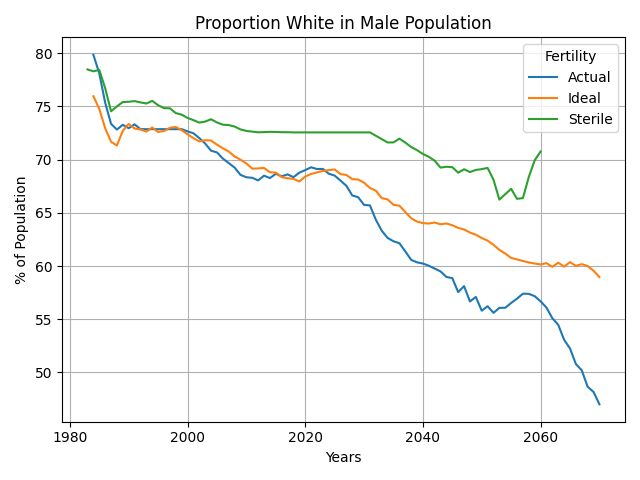 Proportion White in Male Population
% of Population
80
75
70
65
60
55
50
Fertility
Actual
Ideal
Sterile
1980
2000
2020
2040
2060
Years